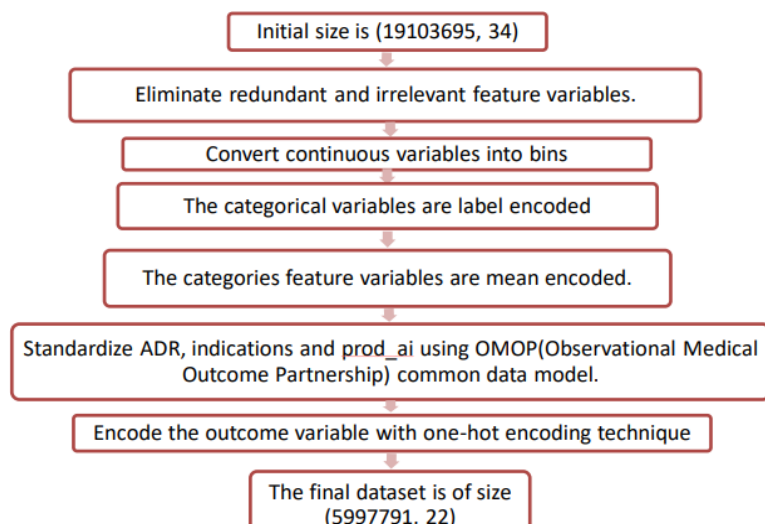 Initial size is (19103695, 34)
Eliminate redundant and irrelevant feature variables.
Convert continuous variables into bins
The categorical variables are label encoded
The categories feature variables are mean encoded.
Standardize ADR, indications and prod_ai using OMOP(Observational Medical
Outcome Partnership) common data model.
Encode the outcome variable with one-hot encoding technique
The final dataset is of size
(5997791, 22)